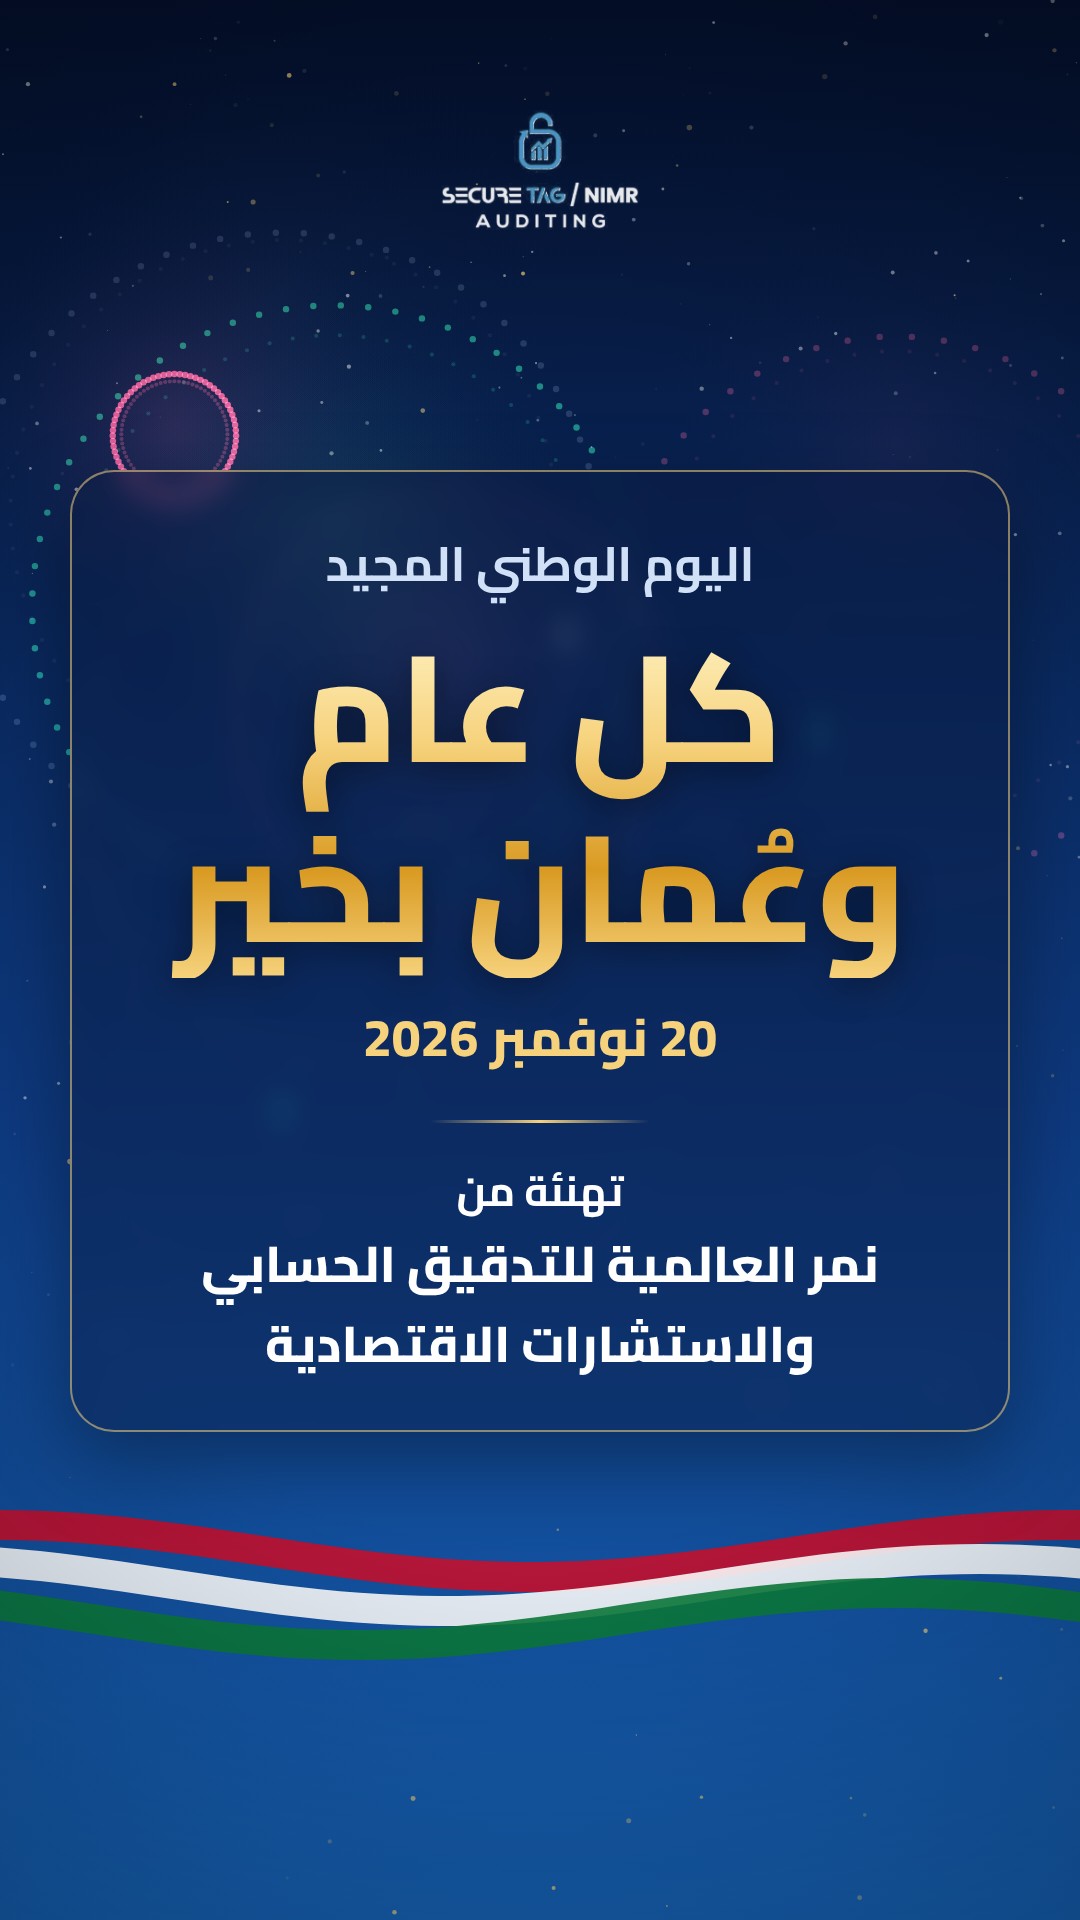 SECURE TAG / NIMR
AUDITING
اليوم الوطني المجيد
كل عام
وعُمان بخير
20 نوفمبر 2026
تهنئة من
نمر العالمية للتدقيق الحسابي
والاستشارات الاقتصادية